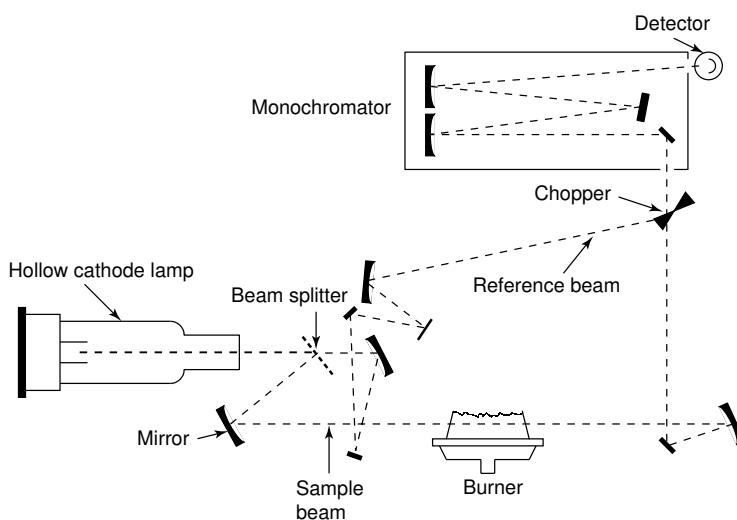 Detector
Monochromator
Chopper
Hollow cathode lamp
Beam splitter
Reference beam
Mirror
Sample
beam
Burner